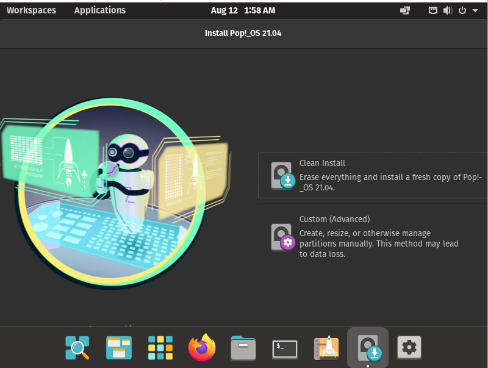 Workspaces Applications Aug 12 1:58 AM
Install Pop!_OS 21.04
Clean Install
Erase everything and install a fresh copy of Pop!-
_OS 21.04.
Custom (Advanced)
Create, resize, or otherwise manage
partitions manually. This method may lead
to data loss.
$_